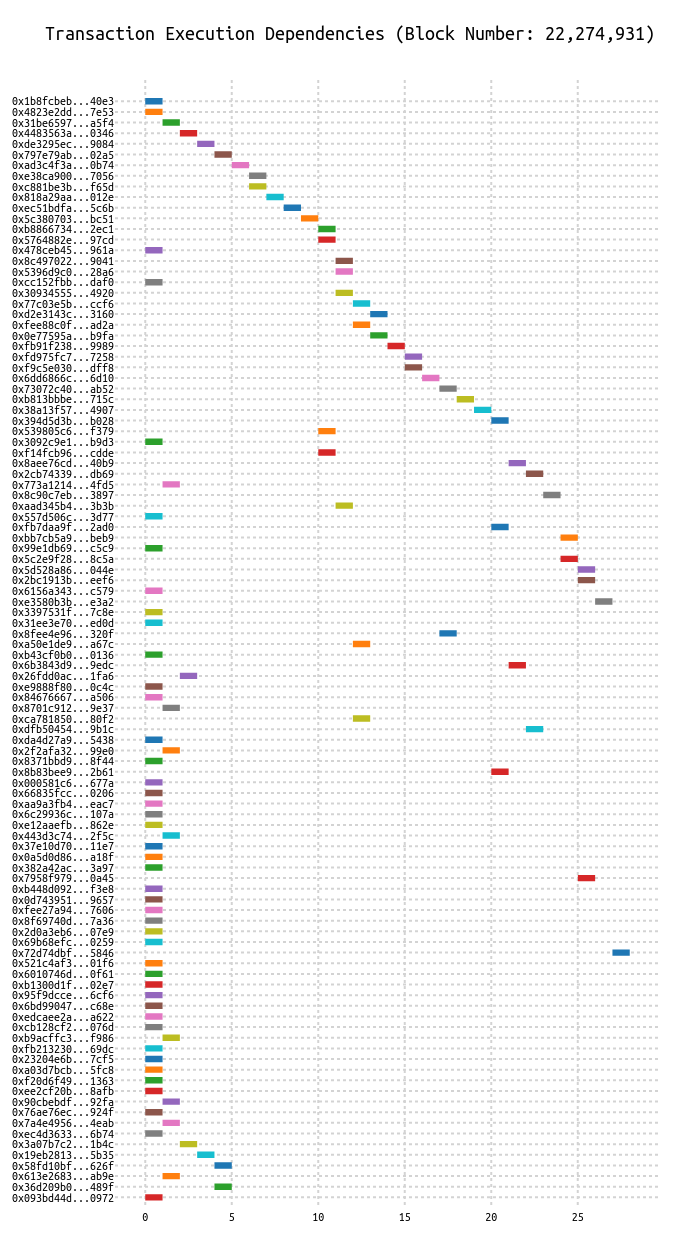 Transaction Execution Dependencies (Block Number: 22,274,931)
0x1b8fcbeb...40e3
0x4823e2dd...7e53
0x31be6597...a5f4
0x4483563a...0346
0xde3295ec...9084
0x797e79ab...02a5
0xad3c4f3a...0b74
0xe38ca900...7056
0xc881be3b...f65d
0x818a29aa...012e
0xec51bdfa...5c6b
0x5c380703...bc51
0xb8866734...2ec1
0x5764882e...97cd
0x478ceb45...961a
0x8c497022...9041
0x5396d9c0...28a6
0xcc152fbb...daf0
0x30934555...4920
0x77c03e5b...ccf6
0xd2e3143c...3160
0xfee88c0f...ad2a
0x0e77595a...b9fa
0xfb91f238...9989
0xfd975fc7...7258
0xf9c5e030...dff8
0x6dd6866c...6d10
0x73072c40...ab52
0xb813bbbe...715c
0x38a13f57...4907
0x394d5d3b...b028
0x539805c6...f379
0x3092c9e1...b9d3
0xf14fcb96...cdde
0x8aee76cd...40b9
0x2cb74339...db69
0x773a1214...4fd5
0x8c90c7eb...3897
0xaad345b4...3b3b
0x557d506c...3d77
0xfb7daa9f...2ad0
0xbb7cb5a9...beb9
0x99e1db69...c5c9
0x5c2e9f28...8c5a
0x5d528a86...044e
0x2bc1913b...eef6
0x6156a343...c579
0xe3580b3b...e3a2
0x3397531f...7c8e
0x31ee3e70...ed0d
0x8fee4e96...320f
0xa50e1de9...a67c
0xb43cf0b0...0136
0x6b3843d9...9edc
0x26fdd0ac...1fa6
0xe9888f80...0c4c
0x84676667...a506
0x8701c912...9e37
0xca781850...80f2
0xdfb50454...9b1c
0xda4d27a9...5438
0x2f2afa32...99e0
0x8371bbd9...8f44
0x8b83bee9...2b61
0x000581c6...677a
0x66835fcc...0206
0xaa9a3fb4...eac7
0x6c29936c...107a
0xe12aaefb...862e
0x443d3c74...2f5c
0x37e10d70...11e7
0x0a5d0d86...a18f
0x382a42ac...3a97
0x7958f979...0a45
0xb448d092...f3e8
0x0d743951...9657
0xfee27a94...7606
0x8f69740d...7a36
0x2d0a3eb6...07e9
0x69b68efc...0259
0x72d74dbf...5846
0x521c4af3...01f6
0x6010746d...0f61
0xb1300d1f...02e7
0x95f9dcce...6cf6
0x6bd99047...c68e
0xedcaee2a...a622
0xcb128cf2...076d
0xb9acffc3...f986
0xfb213230...69dc
0x23204e6b...7cf5
0xa03d7bcb...5fc8
0xf20d6f49...1363
0xee2cf20b...8afb
0x90cbebdf...92fa
0x76ae76ec...924f
0x7a4e4956...4eab
0xec4d3633...6b74
0x3a07b7c2...1b4c
0x19eb2813...5b35
0x58fd10bf...626f
0x613e2683...ab9e
0x36d209b0...489f
0x093bd44d...0972
0 5 10 15 20 25